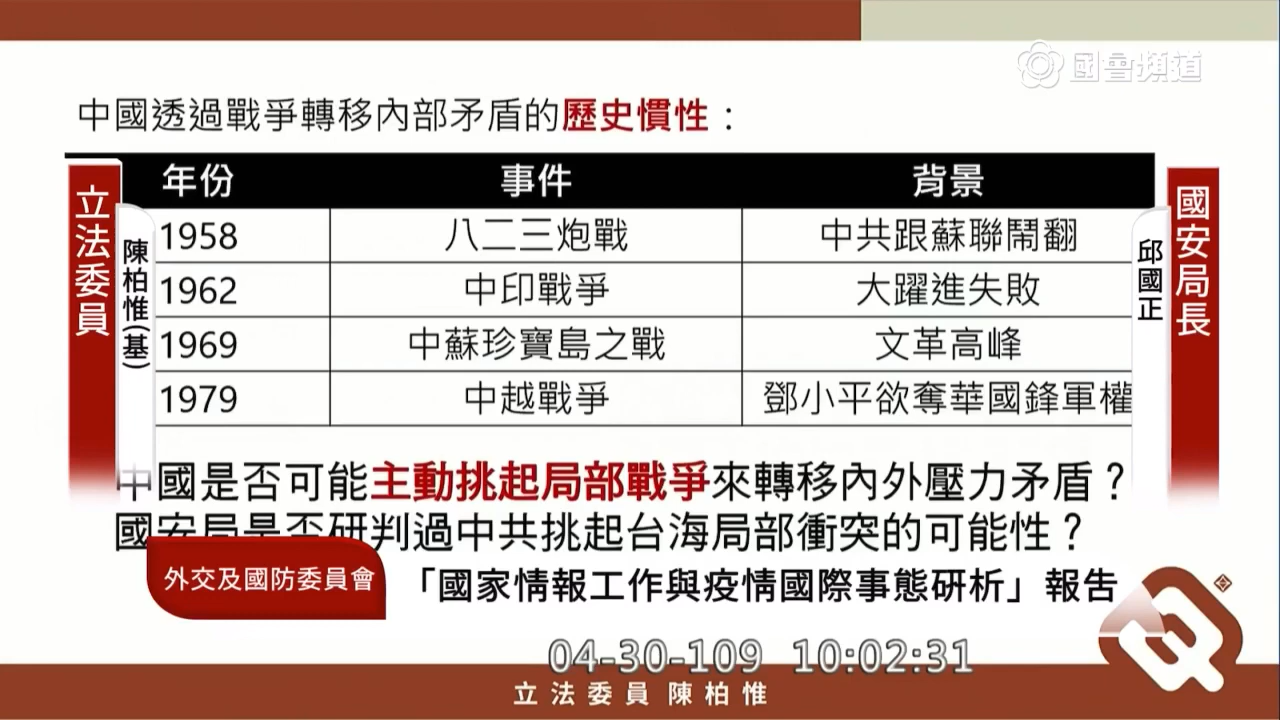 國會頻道
中國透過戰爭轉移內部矛盾的歷史慣性：
年份 事件 背景
1958 八二三炮戰 中共跟蘇聯鬧翻
1962 中印戰爭 大躍進失敗
1969 中蘇珍寶島之戰 文革高峰
1979 中越戰爭 鄧小平欲奪華國鋒軍權
立法委員
陳柏惟(基)
國安局長
邱國正
中國是否可能主動挑起局部戰爭來轉移內外壓力矛盾？
國安局是否研判過中共挑起台海局部衝突的可能性？
外交及國防委員會
「國家情報工作與疫情國際事態研析」報告
04-30-109 10:02:31
立法委員 陳柏惟